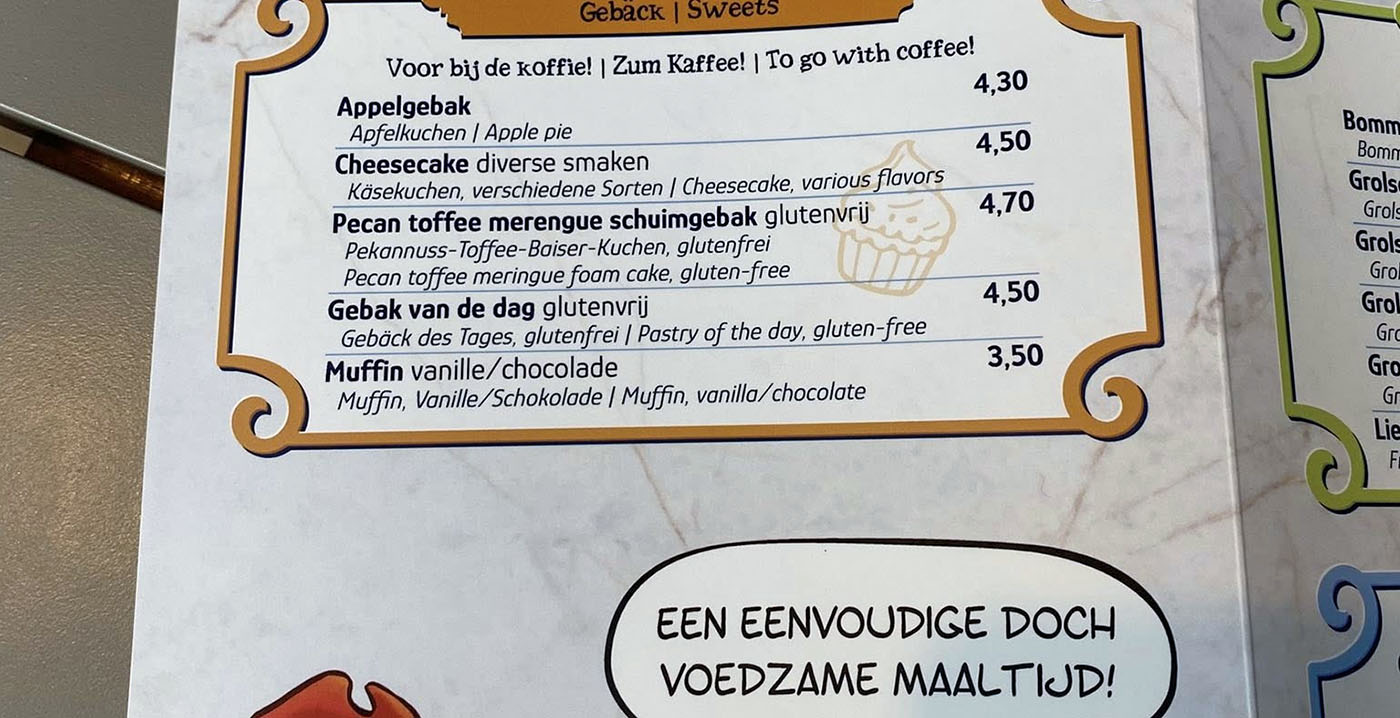 Gebäck | Sweets
Voor bij de koffie! | Zum Kaffee! | To go with coffee!
Appelgebak 4,30
Apfelkuchen | Apple pie
Cheesecake diverse smaken 4,50
Käsekuchen, verschiedene Sorten | Cheesecake, various flavors
Pecan toffee merengue schuimgebak glutenvrij 4,70
Pekannuss-Toffee-Baiser-Kuchen, glutenfrei
Pecan toffee meringue foam cake, gluten-free
Gebak van de dag glutenvrij 4,50
Gebäck des Tages, glutenfrei | Pastry of the day, gluten-free
Muffin vanille/chocolade 3,50
Muffin, Vanille/Schokolade | Muffin, vanilla/chocolate
EEN EENVOUDIGE DOCH
VOEDZAME MAALTIJD!